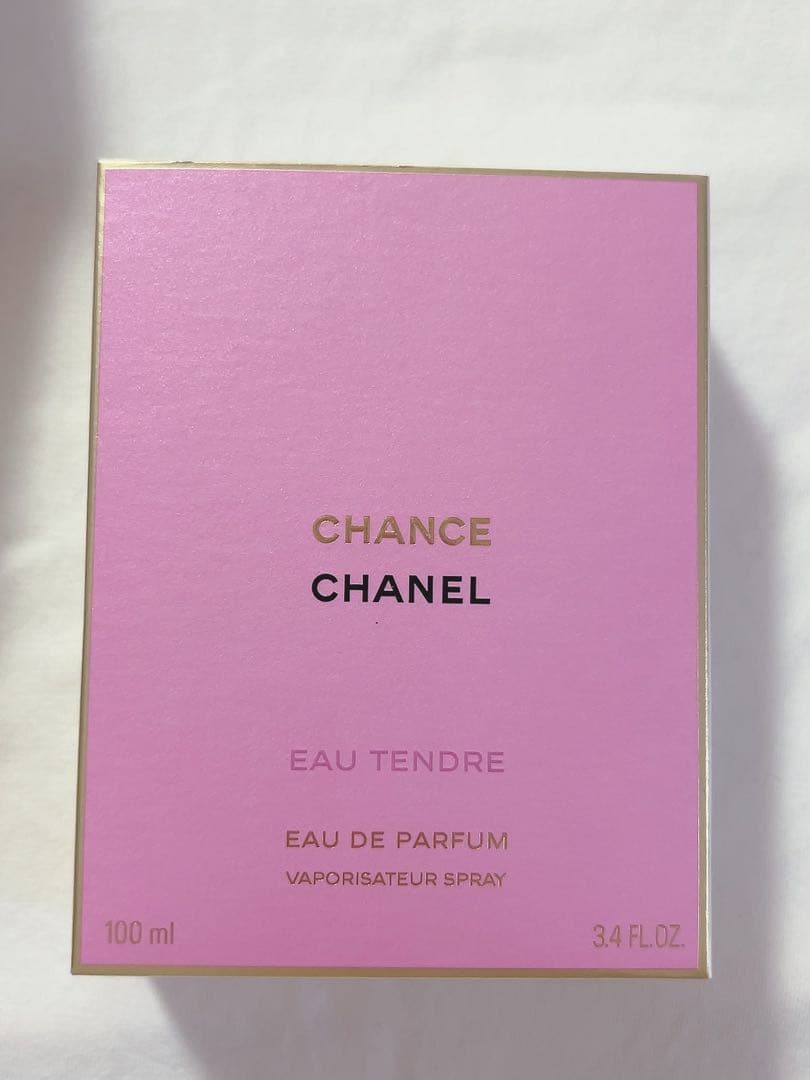 CHANCE
CHANEL
EAU TENDRE
EAU DE PARFUM
VAPORISATEUR SPRAY
100 ml 3.4 FL.OZ.